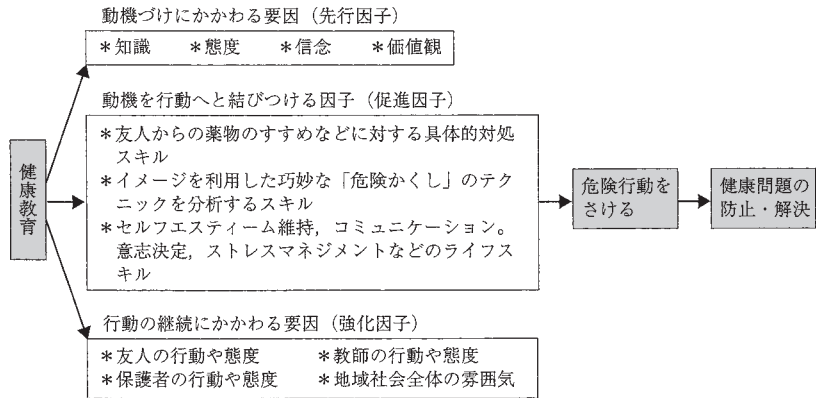 動機づけにかかわる要因（先行因子）
＊知識　＊態度　＊信念　＊価値観
動機を行動へと結びつける因子（促進因子）
＊友人からの薬物のすすめなどに対する具体的対処
スキル
＊イメージを利用した巧妙な「危険かくし」のテク
ニックを分析するスキル
＊セルフエスティーム維持，コミュニケーション。
意志決定，ストレスマネジメントなどのライフス
キル
健康教育
危険行動を
さける
健康問題の
防止・解決
行動の継続にかかわる要因（強化因子）
＊友人の行動や態度　＊教師の行動や態度
＊保護者の行動や態度　＊地域社会全体の雰囲気